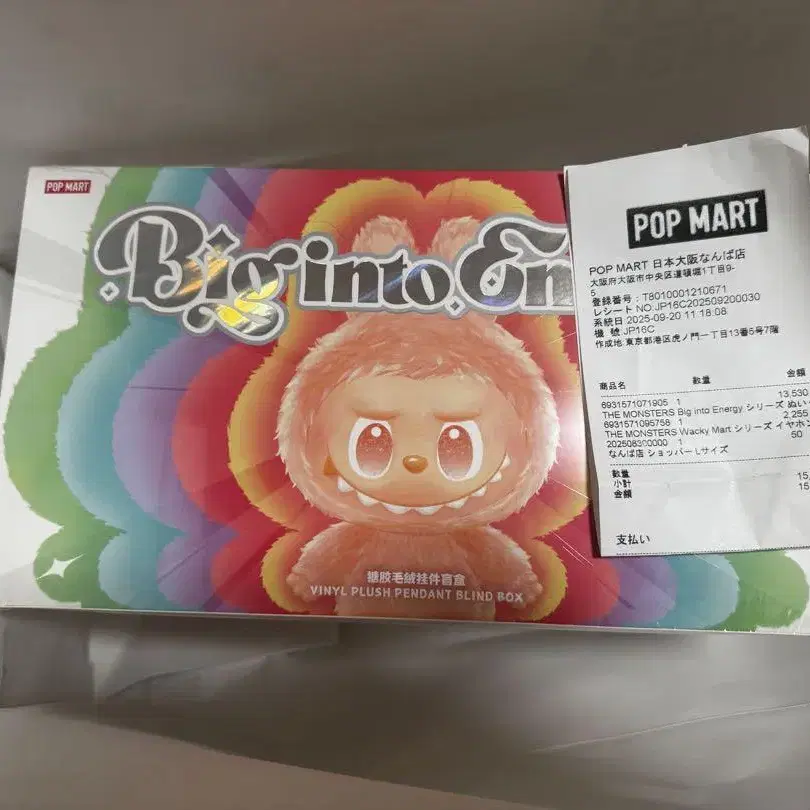 POP MART
Big into En
搪胶毛绒挂件盲盒
VINYL PLUSH PENDANT BLIND BOX
POP MART
POP MART 日本大阪なんば店
大阪府大阪市中央区道頓堀1丁目9-
5
登録番号：T8010001210671
レシート NO:JP16C202509200030
系統日:2025-09-20 11:18:08
機 號:JP16C
作成地:東京都港区虎ノ門一丁目13番5号7階
商品名 数量 金額
6931571071905 1 13,530
THE MONSTERS Big into Energy シリーズ ぬい
6931571095758 1 2,255
THE MONSTERS Wacky Mart シリーズ イヤホン
202508300000 1 50
なんば店 ショッパー Lサイズ
数量
小計 15,
金額 15
支払い